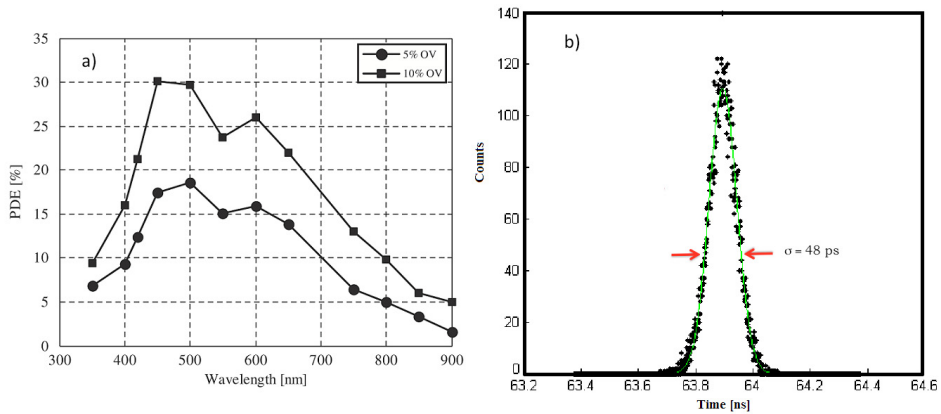 a)
5% OV
10% OV
35
30
25
20
15
10
5
0
PDE [%]
300 400 500 600 700 800 900
Wavelength [nm]
b)
140
120
100
80
60
40
20
0
Counts
σ = 48 ps
63.2 63.4 63.6 63.8 64 64.2 64.4 64.6
Time [ns]